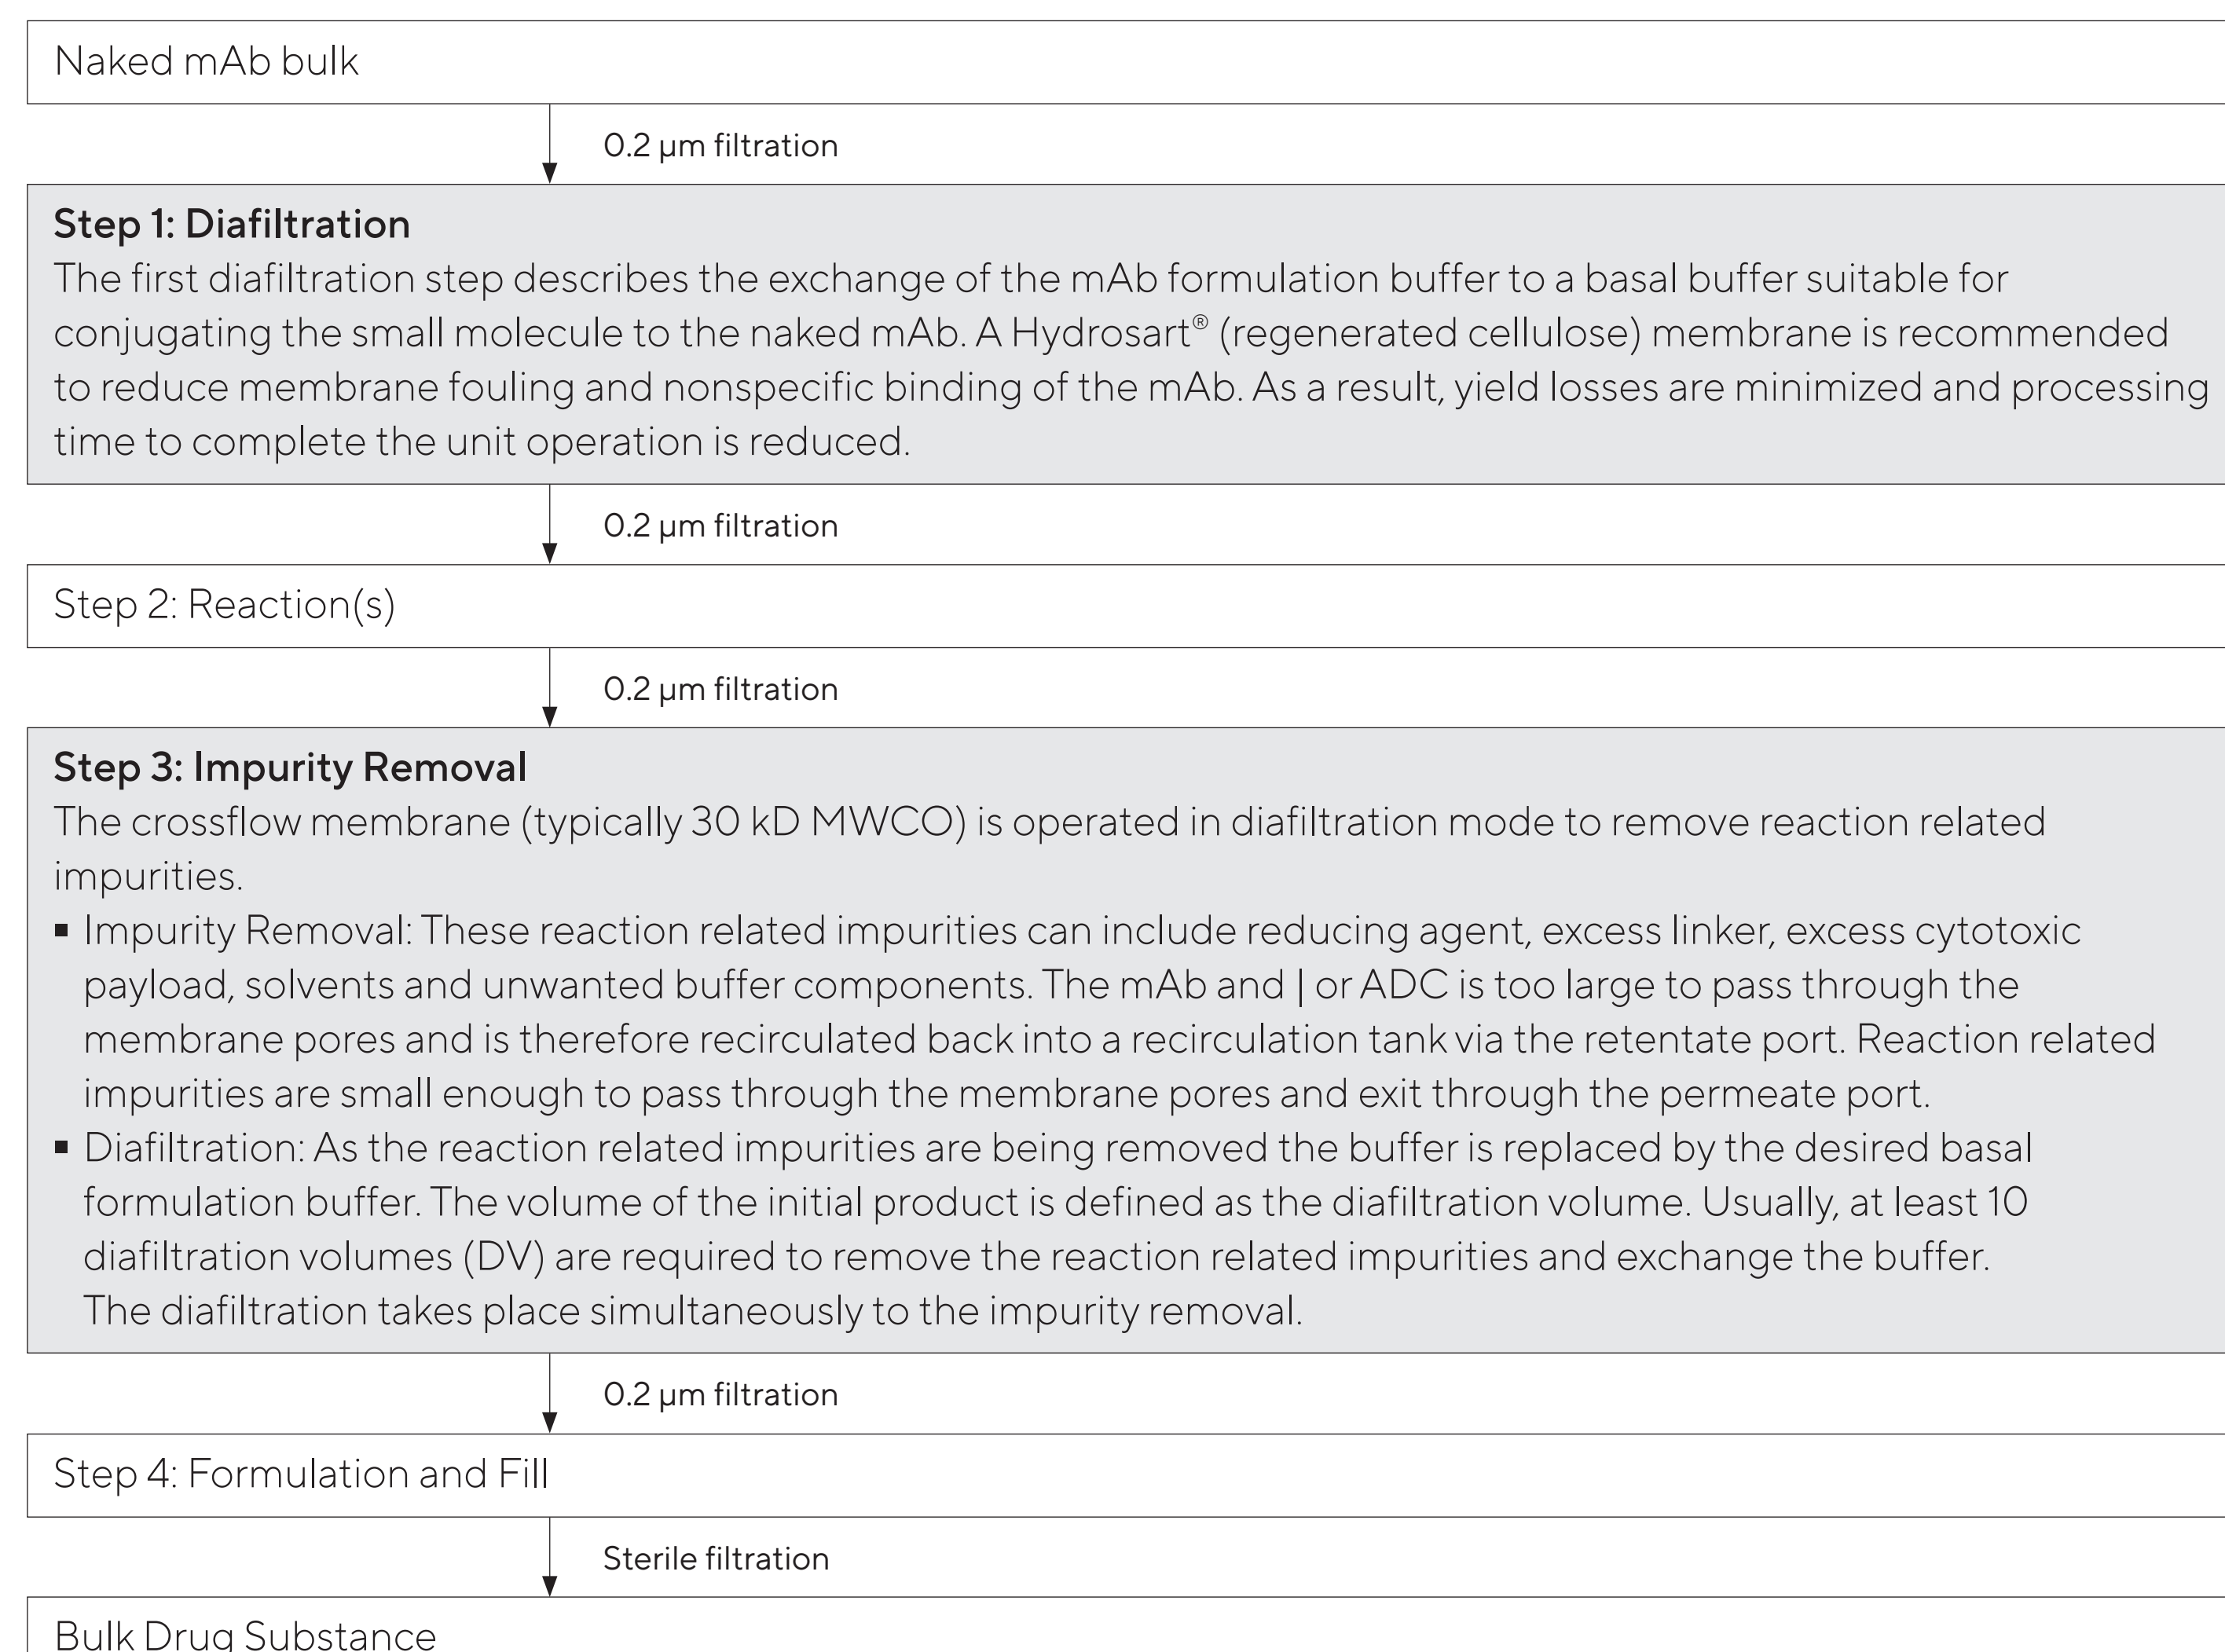 Naked mAb bulk
0.2 µm filtration
Step 1: Diafiltration
The first diafiltration step describes the exchange of the mAb formulation buffer to a basal buffer suitable for
conjugating the small molecule to the naked mAb. A Hydrosart® (regenerated cellulose) membrane is recommended
to reduce membrane fouling and nonspecific binding of the mAb. As a result, yield losses are minimized and processing
time to complete the unit operation is reduced.
0.2 µm filtration
Step 2: Reaction(s)
0.2 µm filtration
Step 3: Impurity Removal
The crossflow membrane (typically 30 kD MWCO) is operated in diafiltration mode to remove reaction related
impurities.
▪ Impurity Removal: These reaction related impurities can include reducing agent, excess linker, excess cytotoxic
payload, solvents and unwanted buffer components. The mAb and | or ADC is too large to pass through the
membrane pores and is therefore recirculated back into a recirculation tank via the retentate port. Reaction related
impurities are small enough to pass through the membrane pores and exit through the permeate port.
▪ Diafiltration: As the reaction related impurities are being removed the buffer is replaced by the desired basal
formulation buffer. The volume of the initial product is defined as the diafiltration volume. Usually, at least 10
diafiltration volumes (DV) are required to remove the reaction related impurities and exchange the buffer.
The diafiltration takes place simultaneously to the impurity removal.
0.2 µm filtration
Step 4: Formulation and Fill
Sterile filtration
Bulk Drug Substance